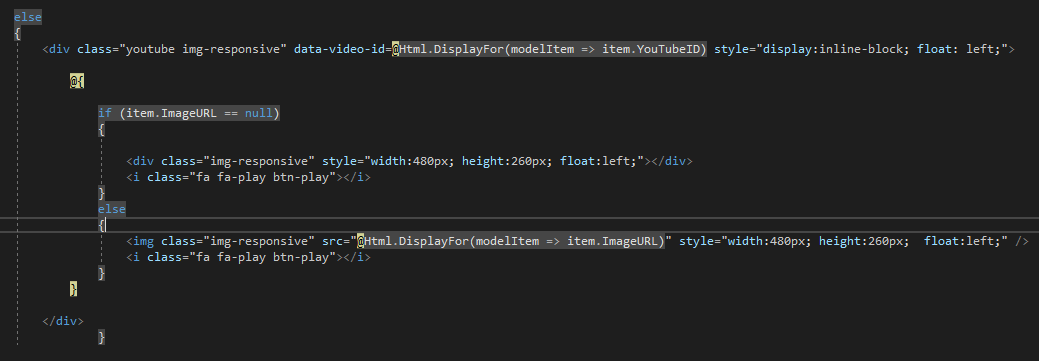 else
{
<div class="youtube img-responsive" data-video-id=@Html.DisplayFor(modelItem => item.YouTubeID) style="display:inline-block; float: left;">
@{
if (item.ImageURL == null)
{
<div class="img-responsive" style="width:480px; height:260px; float:left;"></div>
<i class="fa fa-play btn-play"></i>
}
else
{
<img class="img-responsive" src="@Html.DisplayFor(modelItem => item.ImageURL)" style="width:480px; height:260px;  float:left;" />
<i class="fa fa-play btn-play"></i>
}
}
</div>
}